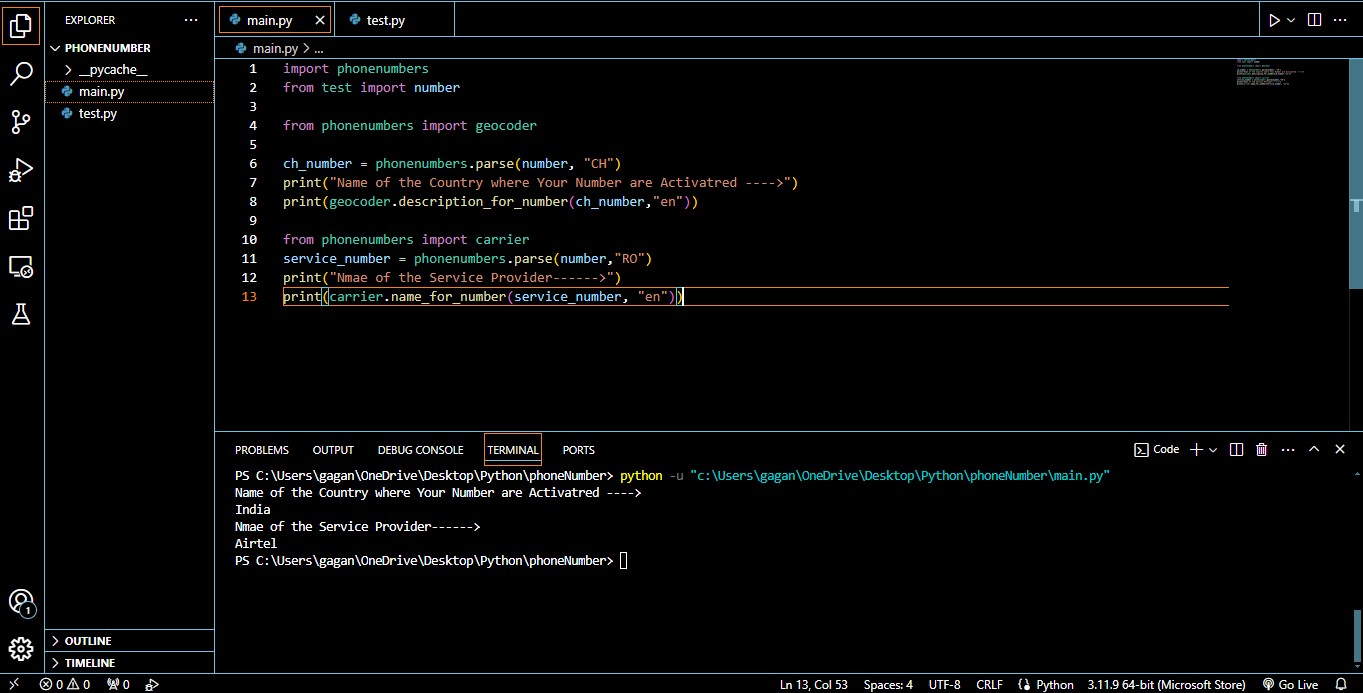 EXPLORER ···
PHONENUMBER
__pycache__
main.py
test.py
OUTLINE
TIMELINE
main.py test.py
main.py > ...
1 import phonenumbers
2 from test import number
3
4 from phonenumbers import geocoder
5
6 ch_number = phonenumbers.parse(number, "CH")
7 print("Name of the Country where Your Number are Activatred ---->")
8 print(geocoder.description_for_number(ch_number,"en"))
9
10 from phonenumbers import carrier
11 service_number = phonenumbers.parse(number,"RO")
12 print("Nmae of the Service Provider------>")
13 print(carrier.name_for_number(service_number, "en"))
PROBLEMS OUTPUT DEBUG CONSOLE TERMINAL PORTS Code
PS C:\Users\gagan\OneDrive\Desktop\Python\phoneNumber> python -u "c:\Users\gagan\OneDrive\Desktop\Python\phoneNumber\main.py"
Name of the Country where Your Number are Activatred ---->
India
Nmae of the Service Provider------>
Airtel
PS C:\Users\gagan\OneDrive\Desktop\Python\phoneNumber>
1
0 0 0 Ln 13, Col 53 Spaces: 4 UTF-8 CRLF Python 3.11.9 64-bit (Microsoft Store) Go Live